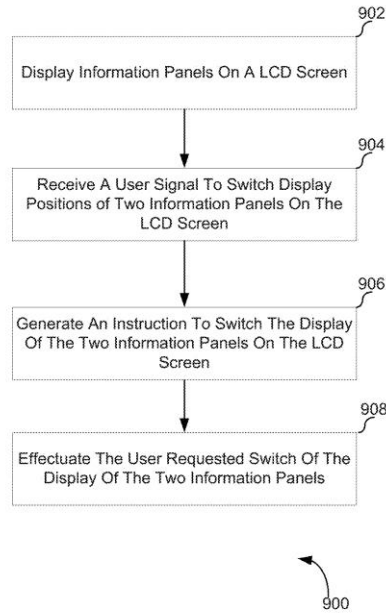 902
Display Information Panels On A LCD Screen
904
Receive A User Signal To Switch Display
Positions of Two Information Panels On The
LCD Screen
906
Generate An Instruction To Switch The Display
Of The Two Information Panels On The LCD
Screen
908
Effectuate The User Requested Switch Of The
Display Of The Two Information Panels
900